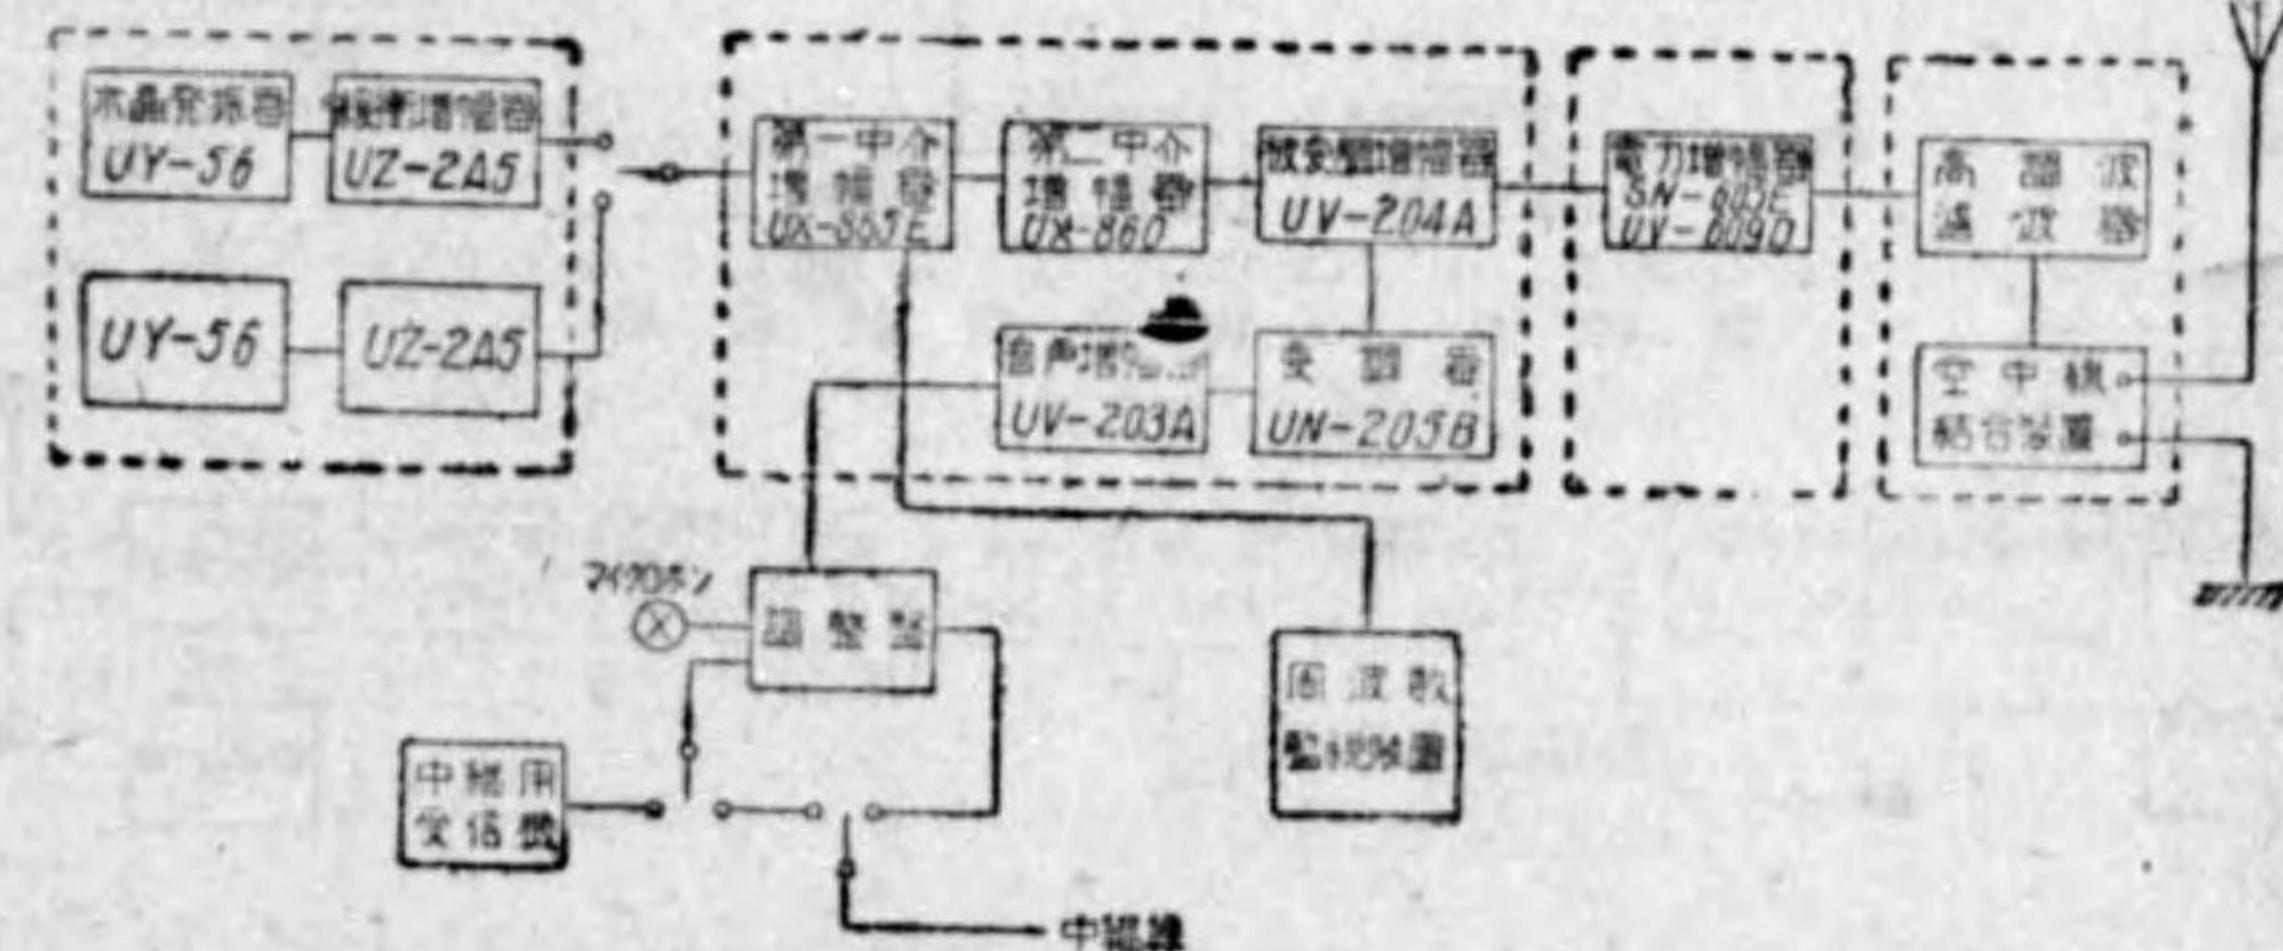 水晶発振器
UY-56
緩衝増幅器
UZ-2A5
第一中介
増幅器
UX-865E
第二中介
増幅器
UX-860
被変調増幅器
UV-204A
電力増幅器
高調波
濾波器
UY-56
UZ-2A5
音声増幅
UV-203A
変調器
UN-205B
空中線
結合装置
マイクロホン
調整盤
周波数
監視装置
中継用
受信機
中継線